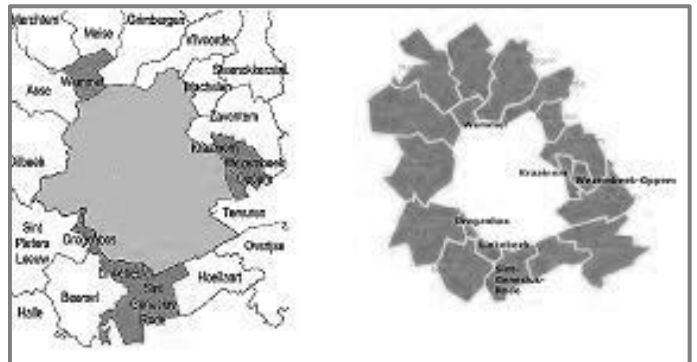 Merchtem
Meise
Grimbergen
Vilvoorde
Steenokkerzeel
Wemmel
Asse
Machelen
Zaventem
Kraainem
Wezembeek
Oppem
Dilbeek
Tervuren
Sint
Pieters
Leeuw
Drogenbos
Overijse
Linkebeek
Sint
Genesius
Rode
Hoeilaart
Beersel
Halle
Wemmel
Kraainem
Wezembeek-Oppem
Drogenbos
Linkebeek
Sint-
Genesius-
Rode